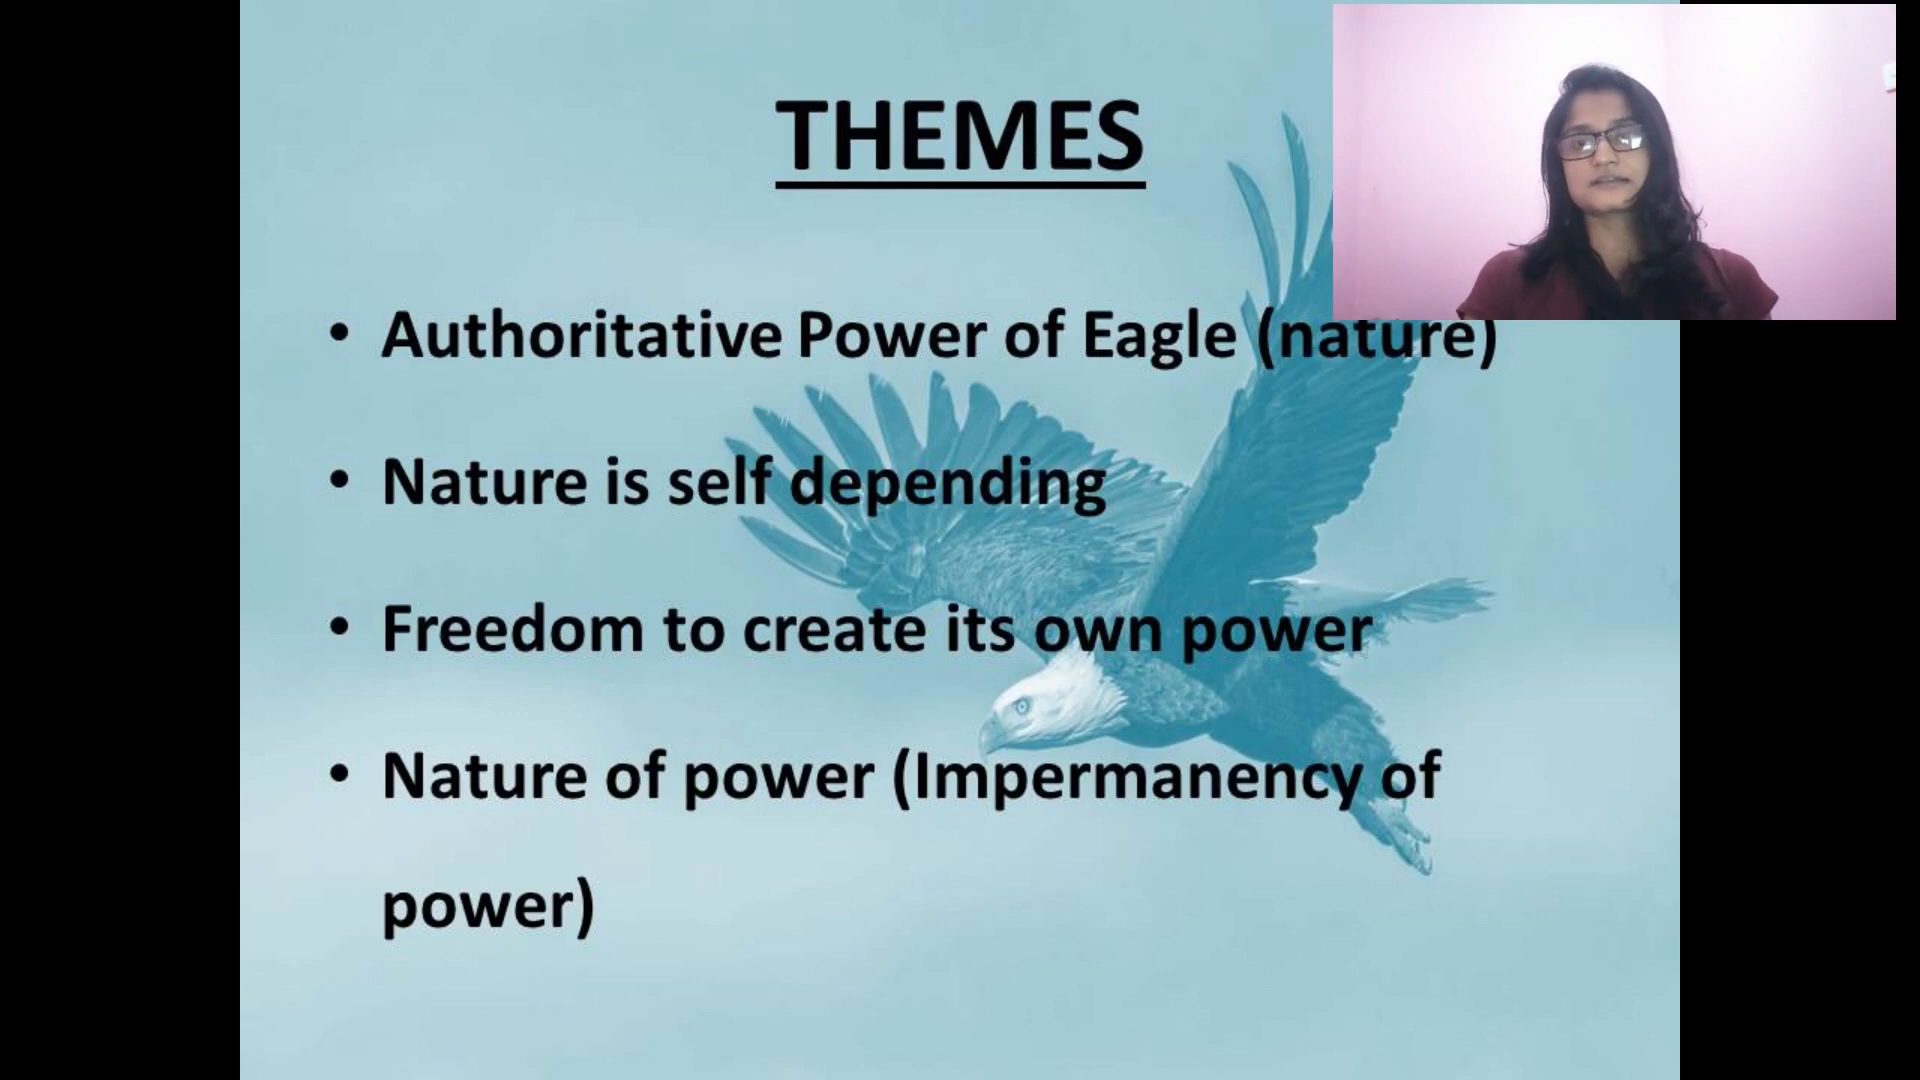 THEMES
• Authoritative Power of Eagle (nature)
• Nature is self depending
• Freedom to create its own power
• Nature of power (Impermanency of
power)